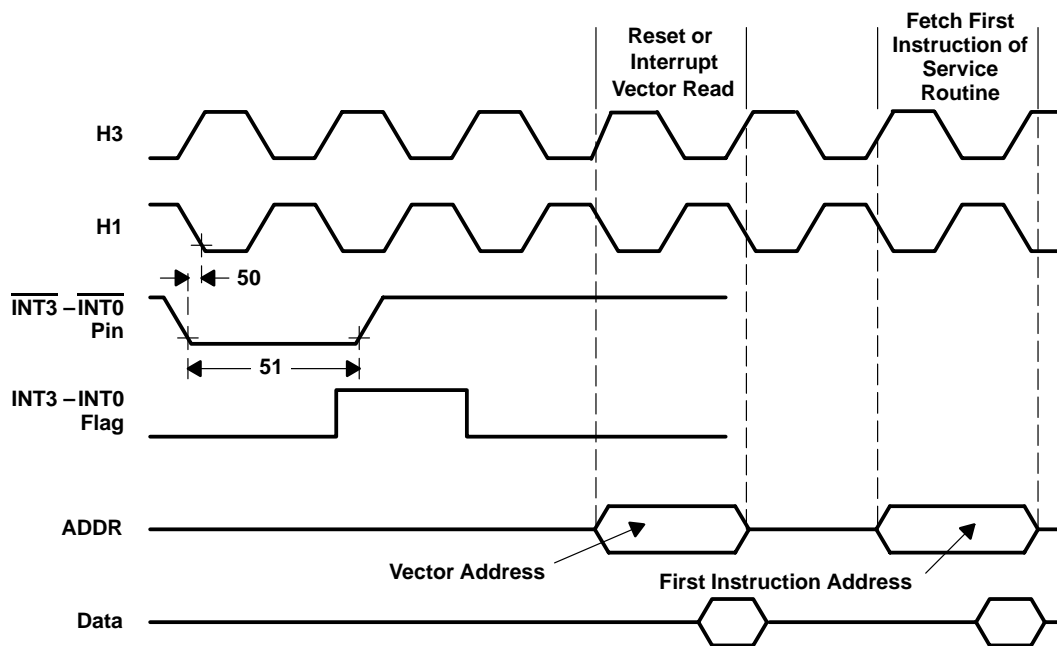 Reset or
Interrupt
Vector Read
Fetch First
Instruction of
Service
Routine
H3
H1
50
INT3 – INT0
Pin
51
INT3 – INT0
Flag
ADDR
Vector Address
First Instruction Address
Data